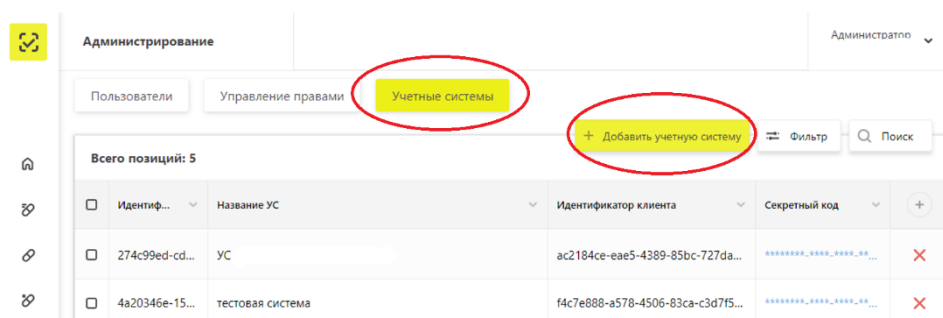 Администрирование
Администратор
Пользователи Управление правами Учетные системы
+ Добавить учетную систему Фильтр Поиск
Всего позиций: 5
Идентиф... Название УС Идентификатор клиента Секретный код +
274c99ed-cd... УС ac2184ce-eae5-4389-85bc-727da... ********_****_****_**...
4a20346e-15... тестовая система f4c7e888-a578-4506-83ca-c3d7f5... ********_****_****_**...